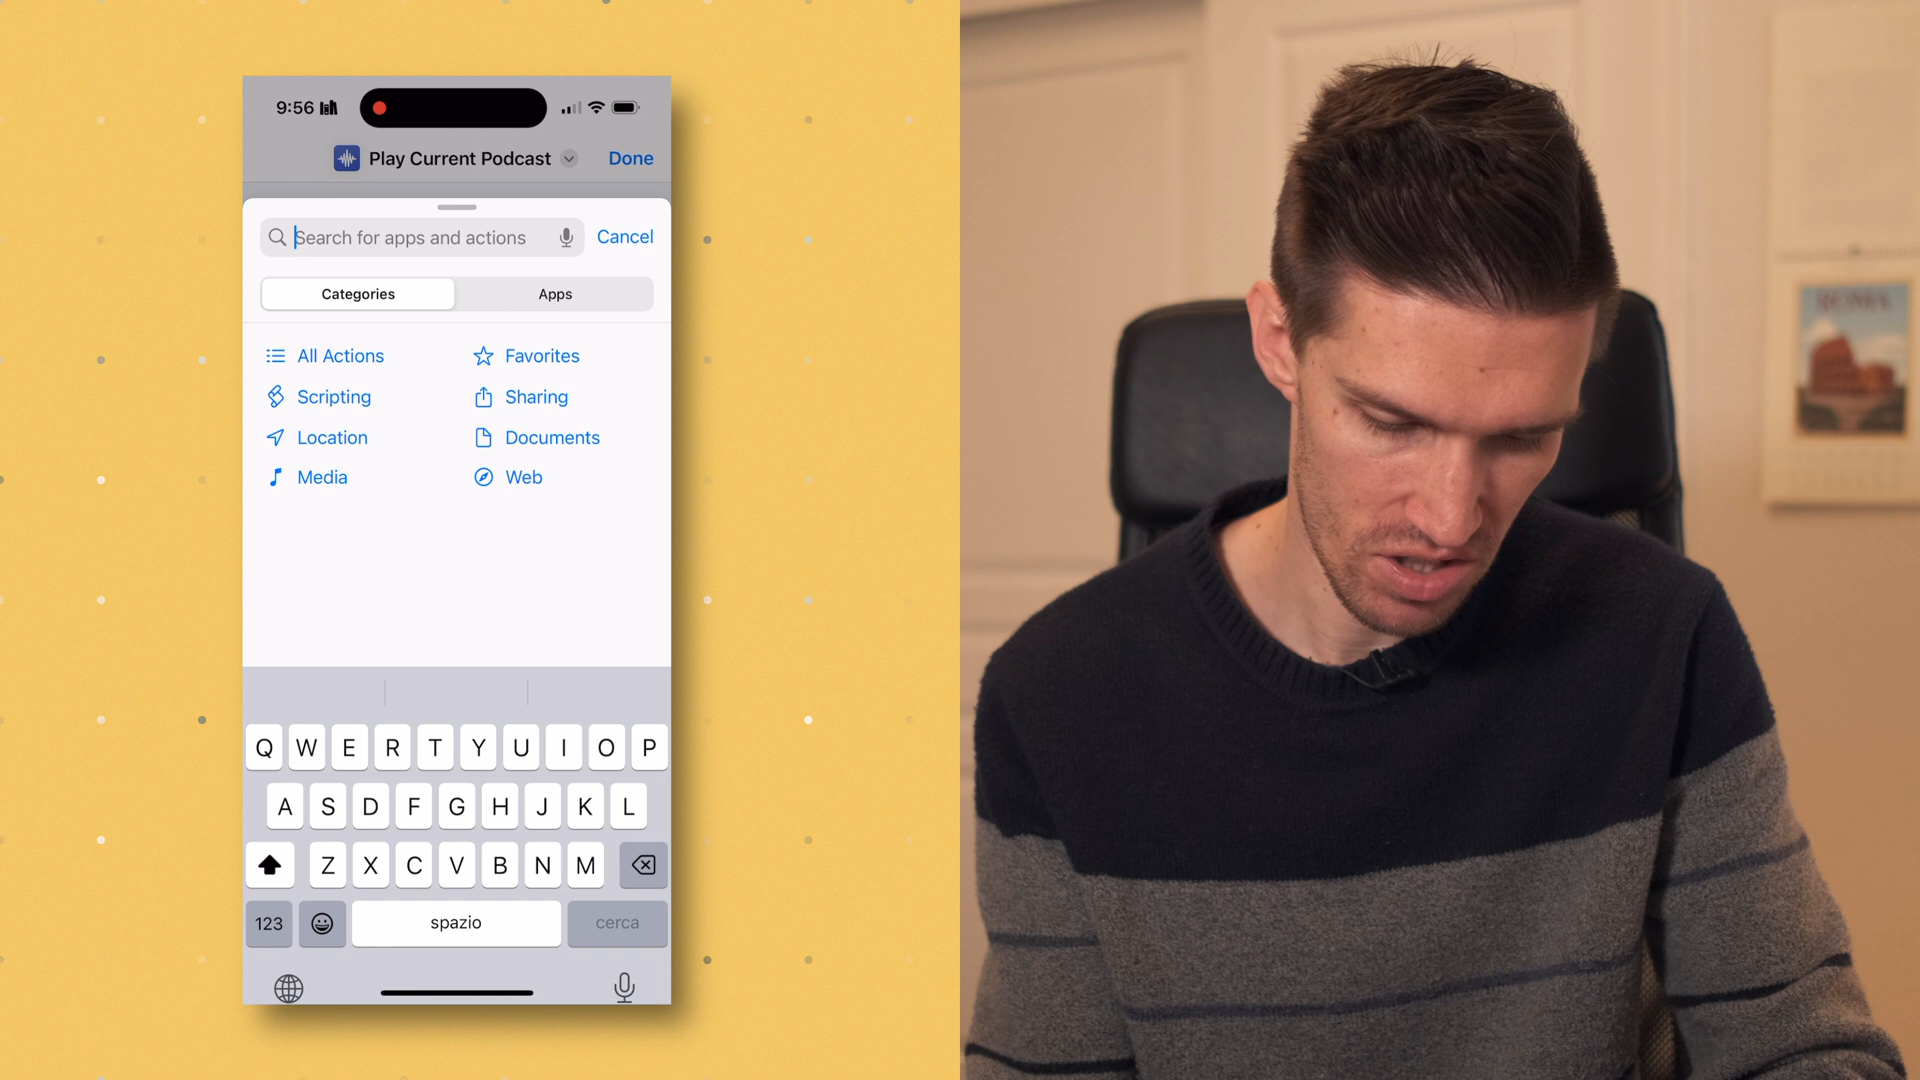 9:56
Play Current Podcast
Done
Search for apps and actions
Cancel
Categories
Apps
All Actions
Favorites
Scripting
Sharing
Location
Documents
Media
Web
Q W E R T Y U I O P
A S D F G H J K L
Z X C V B N M
123
spazio
cerca
ROMA